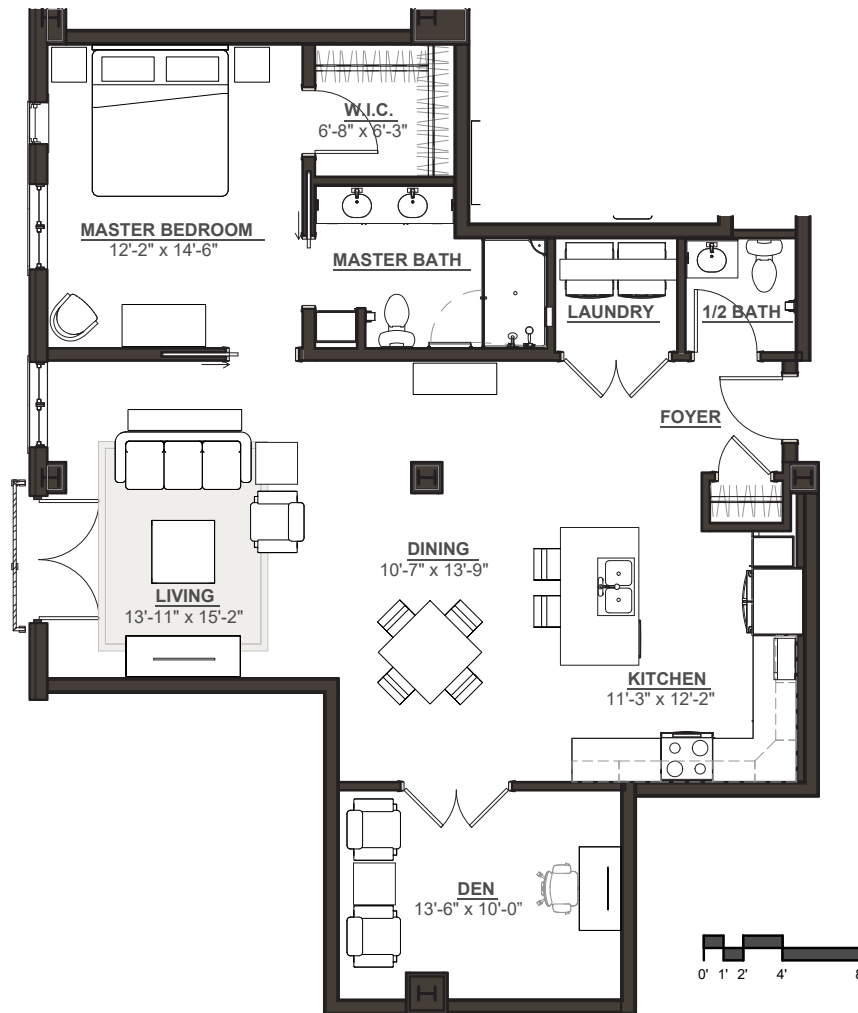 W.I.C.
6'-8" x 6'-3"
MASTER BEDROOM
12'-2" x 14'-6"
MASTER BATH
LAUNDRY
1/2 BATH
FOYER
DINING
10'-7" x 13'-9"
LIVING
13'-11" x 15'-2"
KITCHEN
11'-3" x 12'-2"
DEN
13'-6" x 10'-0"
0' 1' 2' 4' 8